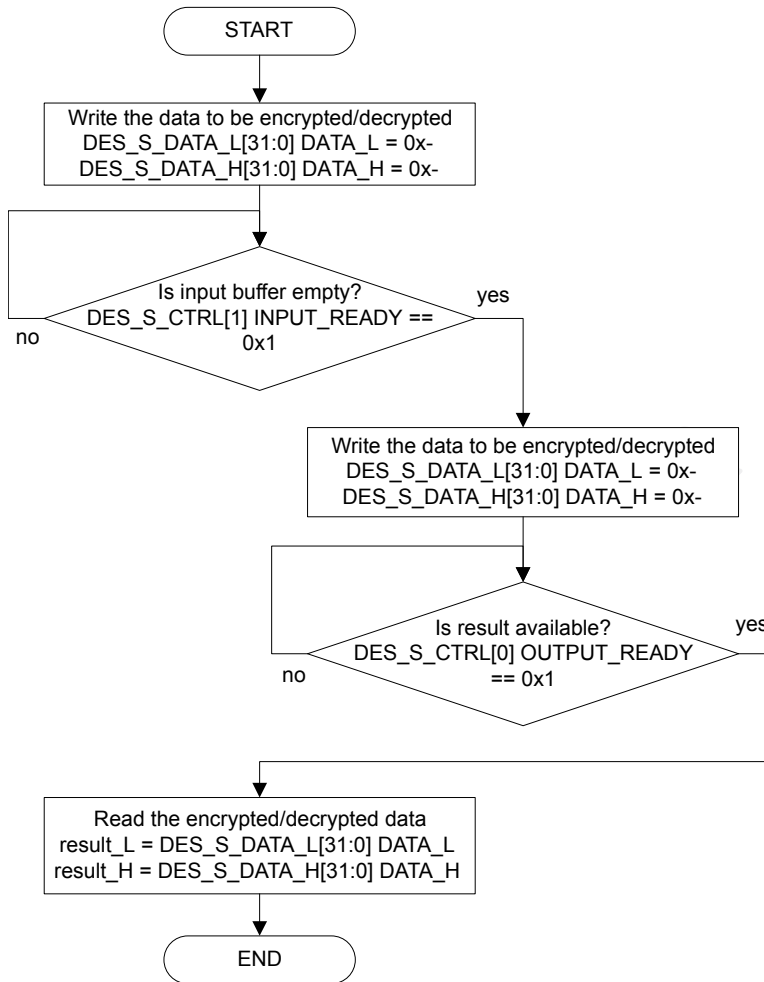 START
Write the data to be encrypted/decrypted
DES_S_DATA_L[31:0] DATA_L = 0x-
DES_S_DATA_H[31:0] DATA_H = 0x-
Is input buffer empty?
DES_S_CTRL[1] INPUT_READY ==
0x1
yes
no
Write the data to be encrypted/decrypted
DES_S_DATA_L[31:0] DATA_L = 0x-
DES_S_DATA_H[31:0] DATA_H = 0x-
Is result available?
DES_S_CTRL[0] OUTPUT_READY
== 0x1
yes
no
Read the encrypted/decrypted data
result_L = DES_S_DATA_L[31:0] DATA_L
result_H = DES_S_DATA_H[31:0] DATA_H
END